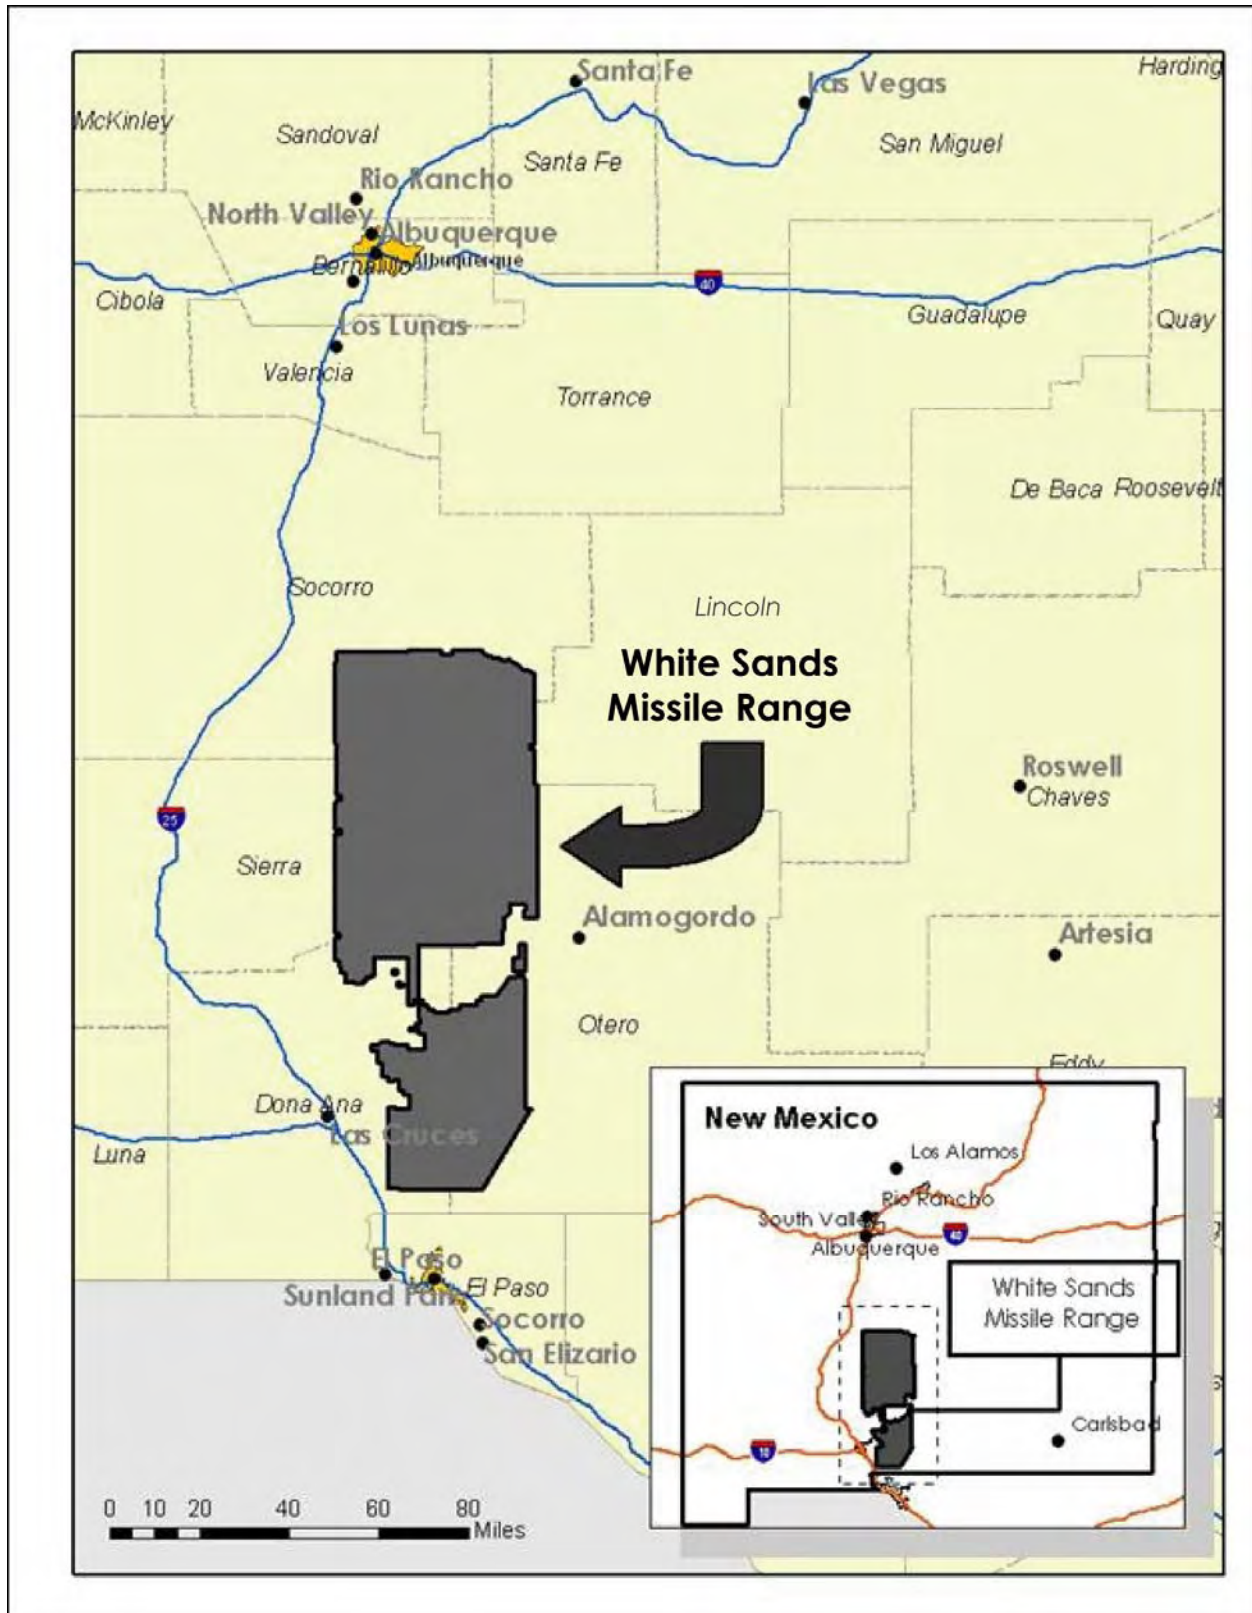 Santa Fe
Las Vegas
Harding
McKinley
Sandoval
Santa Fe
San Miguel
Rio Rancho
North Valley
Albuquerque
Albuquerque
Bernalillo
40
Cibola
Guadalupe
Quay
Los Lunas
Valencia
Torrance
De Baca
Roosevelt
Socorro
Lincoln
White Sands
Missile Range
Roswell
Chaves
25
Sierra
Alamogordo
Artesia
Otero
Eddy
Dona Ana
Las Cruces
Luna
El Paso
Sunland Park
El Paso
Socorro
San Elizario
0 10 20 40 60 80
Miles
New Mexico
Los Alamos
Rio Rancho
South Valley
40
Albuquerque
White Sands
Missile Range
Carlsbad
10